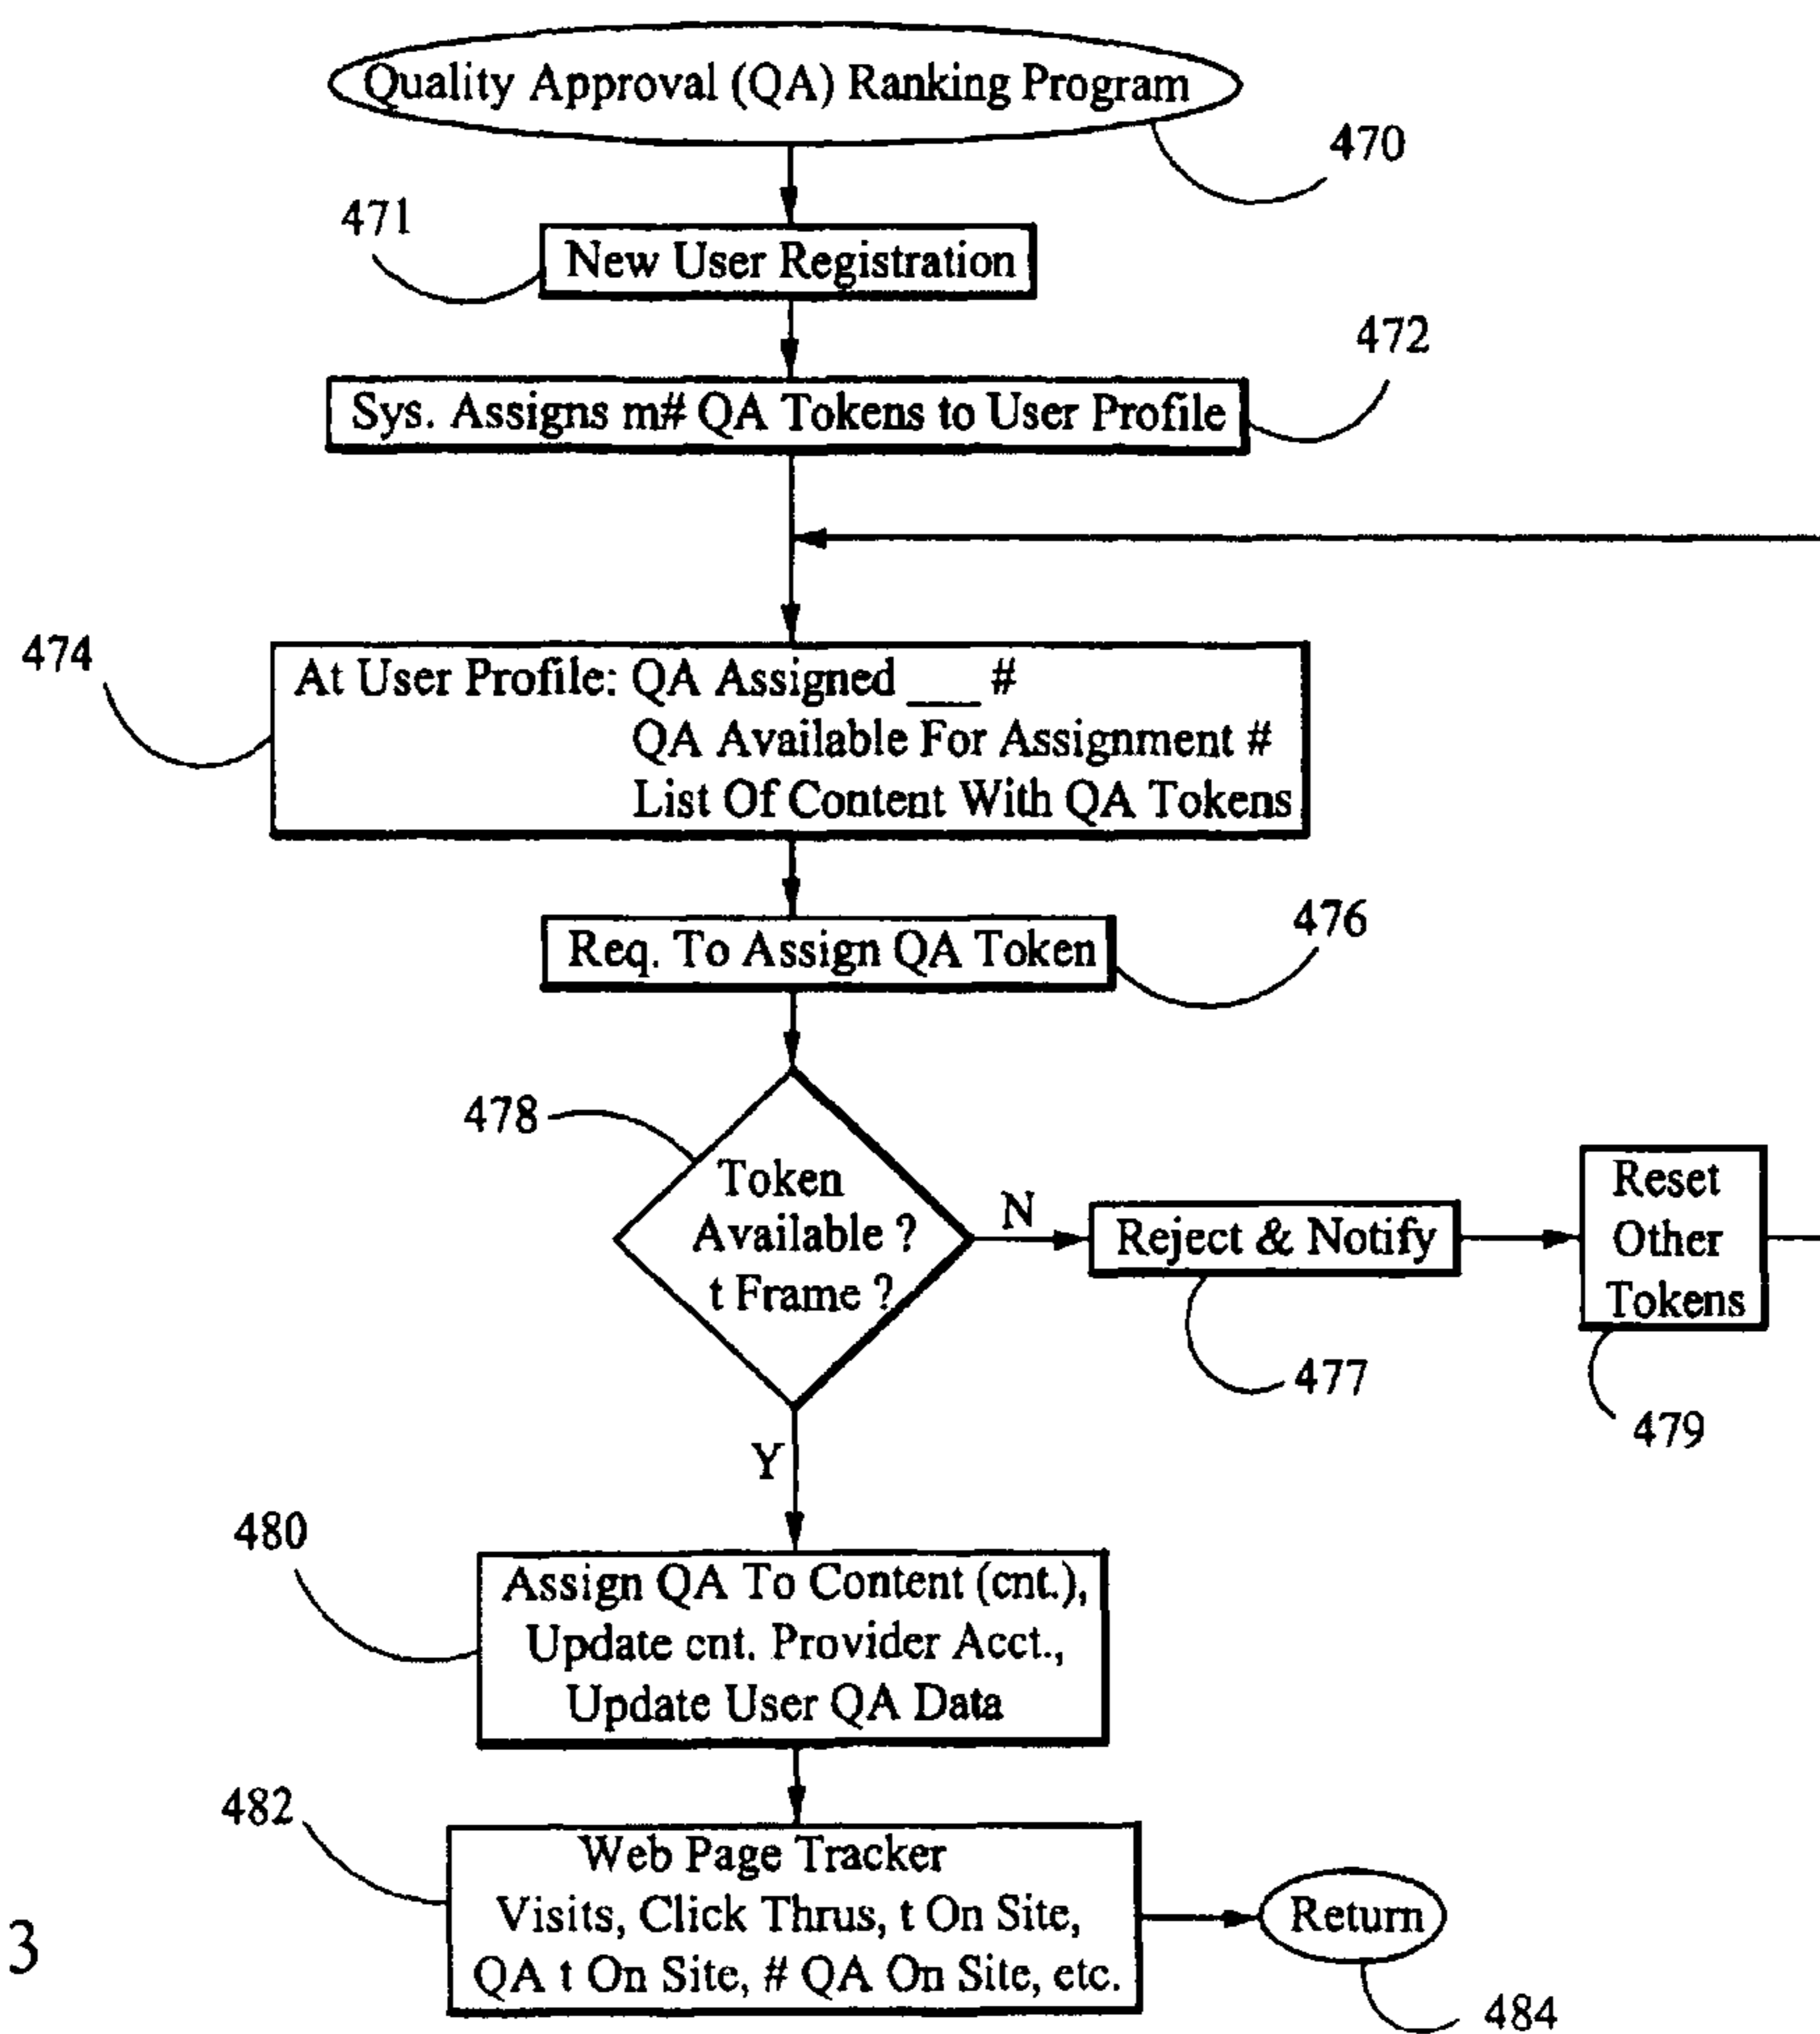 Quality Approval (QA) Ranking Program
470
471
New User Registration
472
Sys. Assigns m# QA Tokens to User Profile
474
At User Profile: QA Assigned ___ #
QA Available For Assignment #
List Of Content With QA Tokens
476
Req. To Assign QA Token
478
Token
Available ?
t Frame ?
N
Reject & Notify
477
Reset
Other
Tokens
479
Y
480
Assign QA To Content (cnt.),
Update cnt. Provider Acct.,
Update User QA Data
482
Web Page Tracker
Visits, Click Thrus, t On Site,
QA t On Site, # QA On Site, etc.
Return
484
3